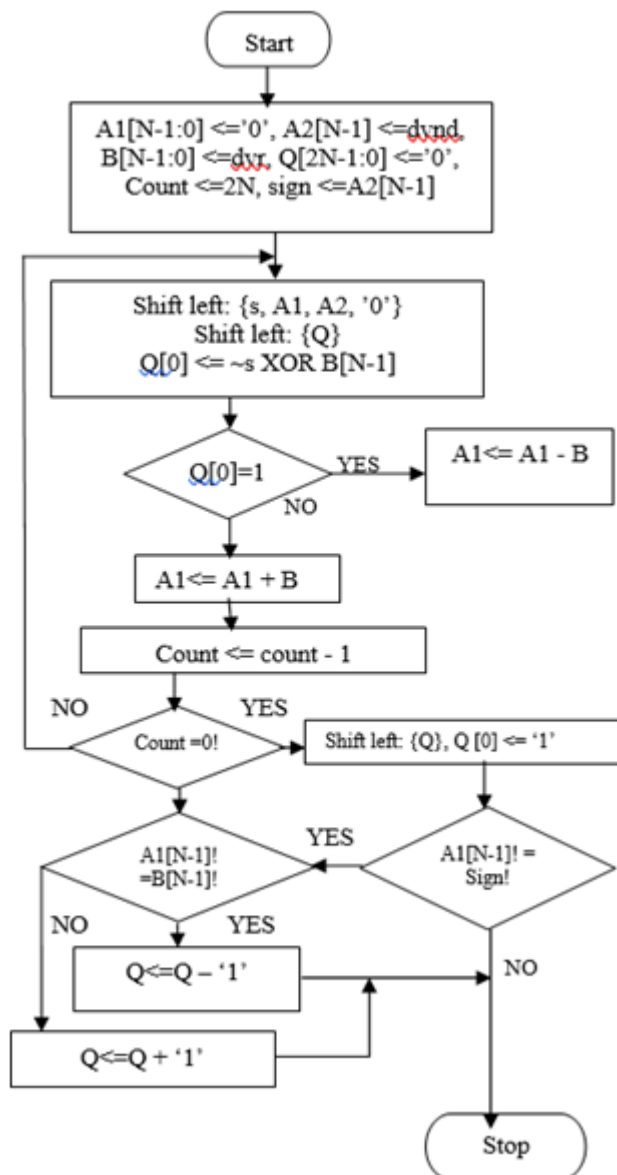 Start
A1[N-1:0] <=’0’, A2[N-1] <=dvnd,
B[N-1:0] <=dvr, Q[2N-1:0] <=’0’,
Count <=2N, sign <=A2[N-1]
Shift left: {s, A1, A2, ’0’}
Shift left: {Q}
Q[0] <= ~s XOR B[N-1]
Q[0]=1
YES
A1<= A1 - B
NO
A1<= A1 + B
Count <= count - 1
NO
YES
Count =0!
Shift left: {Q}, Q [0] <= ‘1’
YES
A1[N-1]!
=B[N-1]!
A1[N-1]! =
Sign!
NO
YES
NO
Q<=Q – ‘1’
Q<=Q + ‘1’
Stop